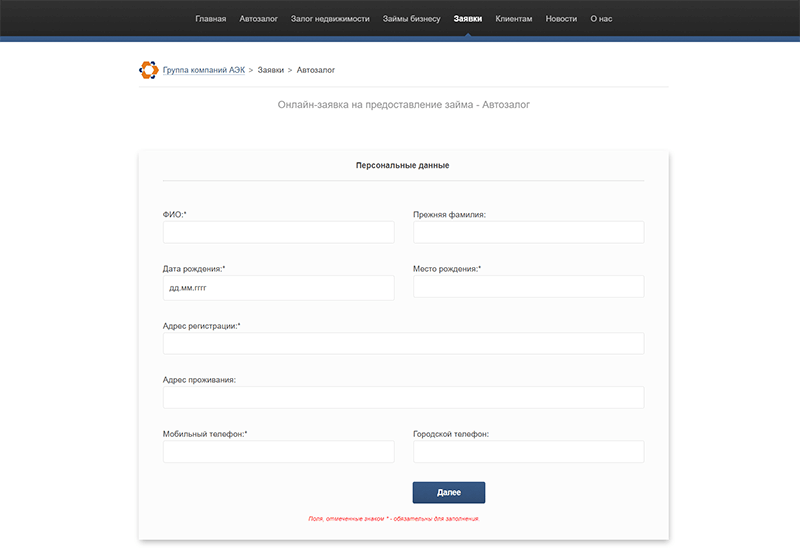 Главная Автозалог Залог недвижимости Займы бизнесу Заявки Клиентам Новости О нас
Группа компаний АЭК > Заявки > Автозалог
Онлайн-заявка на предоставление займа - Автозалог
Персональные данные
ФИО:* Прежняя фамилия:
Дата рождения:* Место рождения:*
дд.мм.гггг
Адрес регистрации:*
Адрес проживания:
Мобильный телефон:* Городской телефон:
Далее
Поля, отмеченные знаком * - обязательны для заполнения.